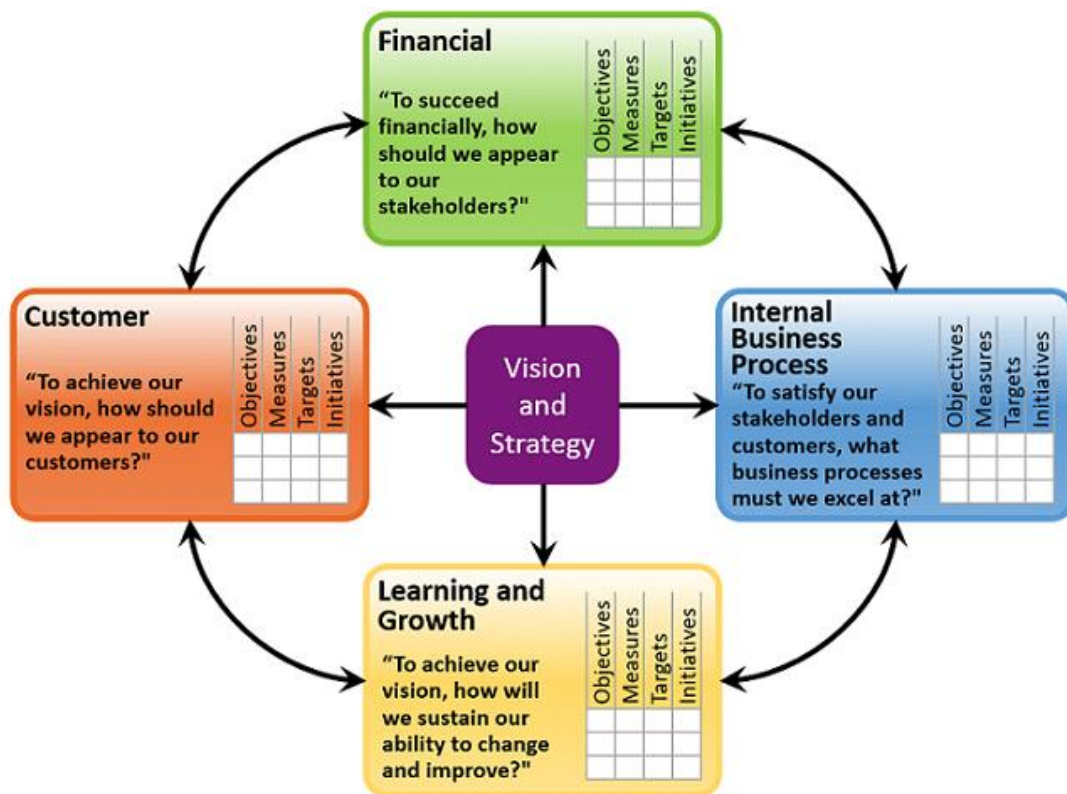 Financial
“To succeed
financially, how
should we appear
to our
stakeholders?"
Objectives
Measures
Targets
Initiatives
Customer
“To achieve our
vision, how should
we appear to our
customers?"
Objectives
Measures
Targets
Initiatives
Vision
and
Strategy
Internal
Business
Process
“To satisfy our
stakeholders and
customers, what
business processes
must we excel at?"
Objectives
Measures
Targets
Initiatives
Learning and
Growth
“To achieve our
vision, how will
we sustain our
ability to change
and improve?"
Objectives
Measures
Targets
Initiatives